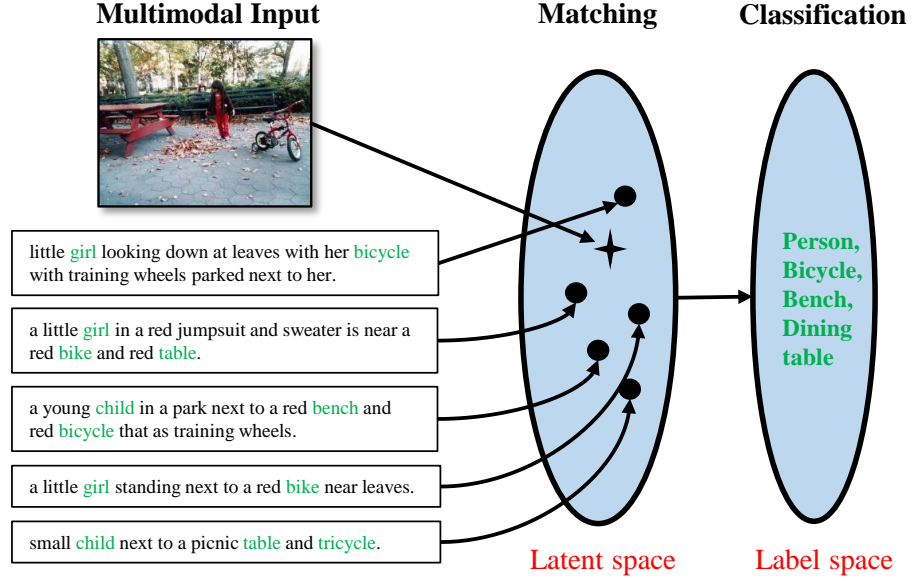 Multimodal Input
Matching
Classification
little girl looking down at leaves with her bicycle
with training wheels parked next to her.
a little girl in a red jumpsuit and sweater is near a
red bike and red table.
a young child in a park next to a red bench and
red bicycle that as training wheels.
a little girl standing next to a red bike near leaves.
small child next to a picnic table and tricycle.
Person,
Bicycle,
Bench,
Dining
table
Latent space
Label space